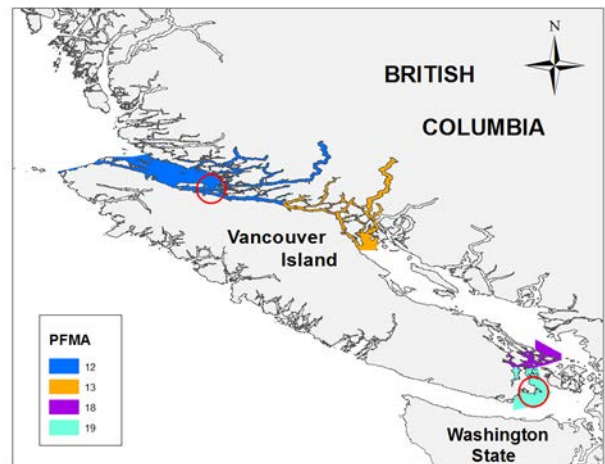 N
BRITISH
COLUMBIA
Vancouver
Island
PFMA
12
13
18
19
Washington
State